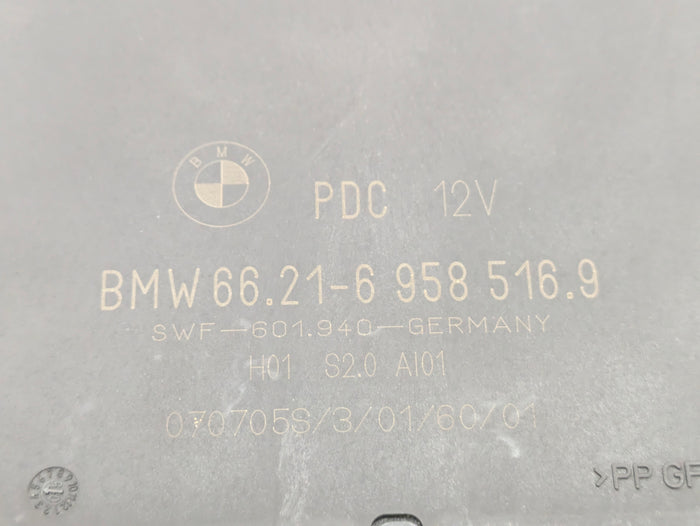 BMW
PDC 12V
BMW 66.21-6 958 516.9
SWF-601.940-GERMANY
H01 S2.0 AI01
070705S/3/01/60/01
>PP GF